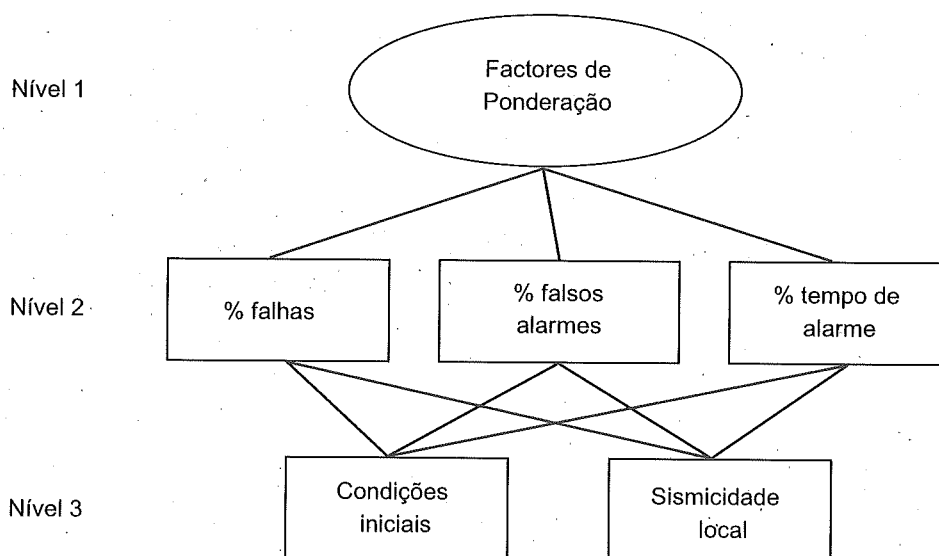 Nível 1
Factores de
Ponderação
Nível 2
% falhas
% falsos
alarmes
% tempo de
alarme
Nível 3
Condições
iniciais
Sismicidade
local